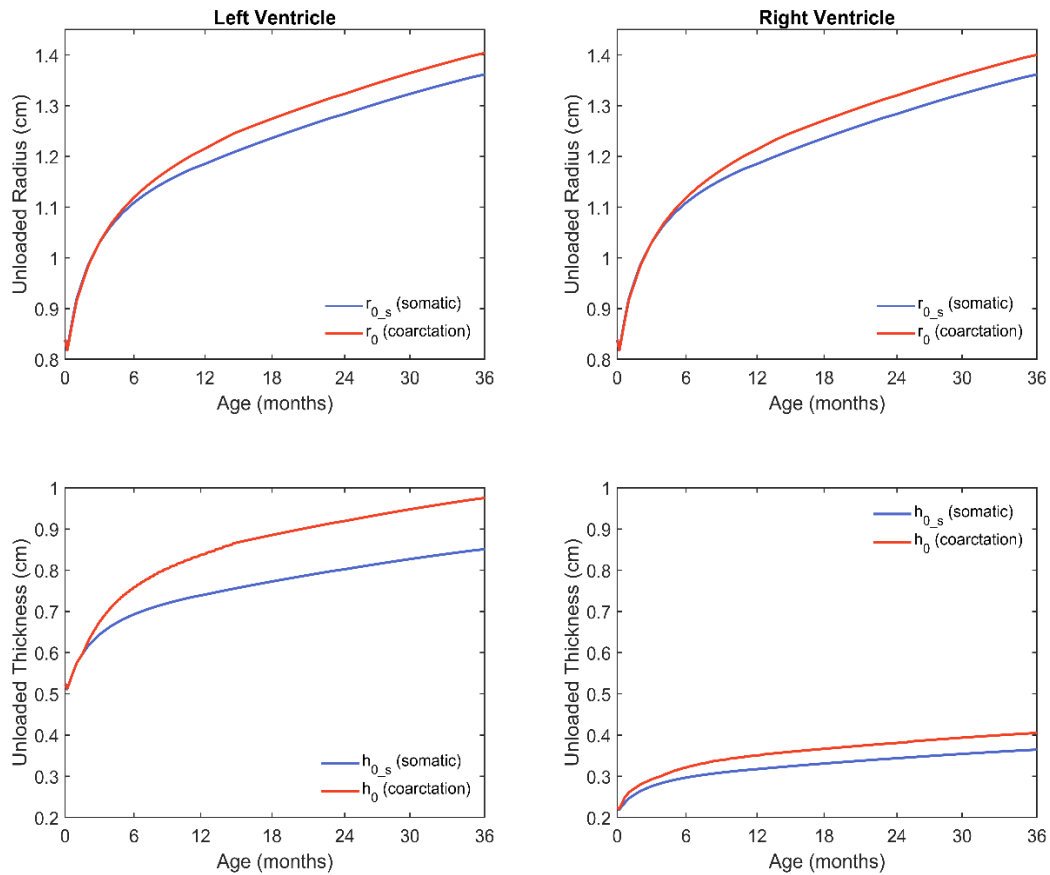 Left Ventricle
Unloaded Radius (cm)
1.4
1.3
1.2
1.1
1
0.9
0.8
r0_s (somatic)
r0 (coarctation)
0 6 12 18 24 30 36
Age (months)
Right Ventricle
Unloaded Radius (cm)
1.4
1.3
1.2
1.1
1
0.9
0.8
r0_s (somatic)
r0 (coarctation)
0 6 12 18 24 30 36
Age (months)
Unloaded Thickness (cm)
1
0.9
0.8
0.7
0.6
0.5
0.4
0.3
0.2
h0_s (somatic)
h0 (coarctation)
0 6 12 18 24 30 36
Age (months)
Unloaded Thickness (cm)
1
0.9
0.8
0.7
0.6
0.5
0.4
0.3
0.2
h0_s (somatic)
h0 (coarctation)
0 6 12 18 24 30 36
Age (months)